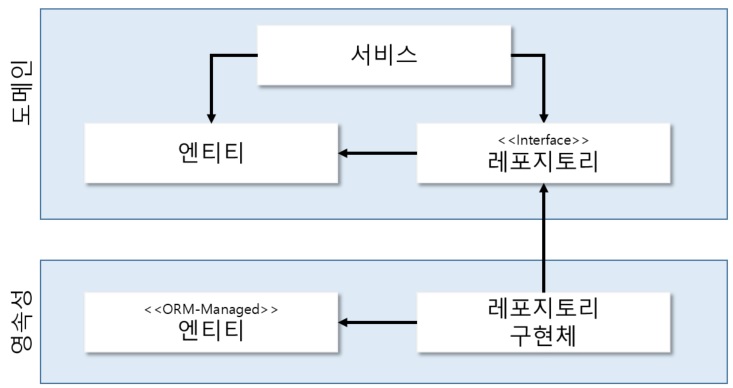 도메인
서비스
엔티티
<<Interface>>
레포지토리
영속성
<<ORM-Managed>>
엔티티
레포지토리
구현체